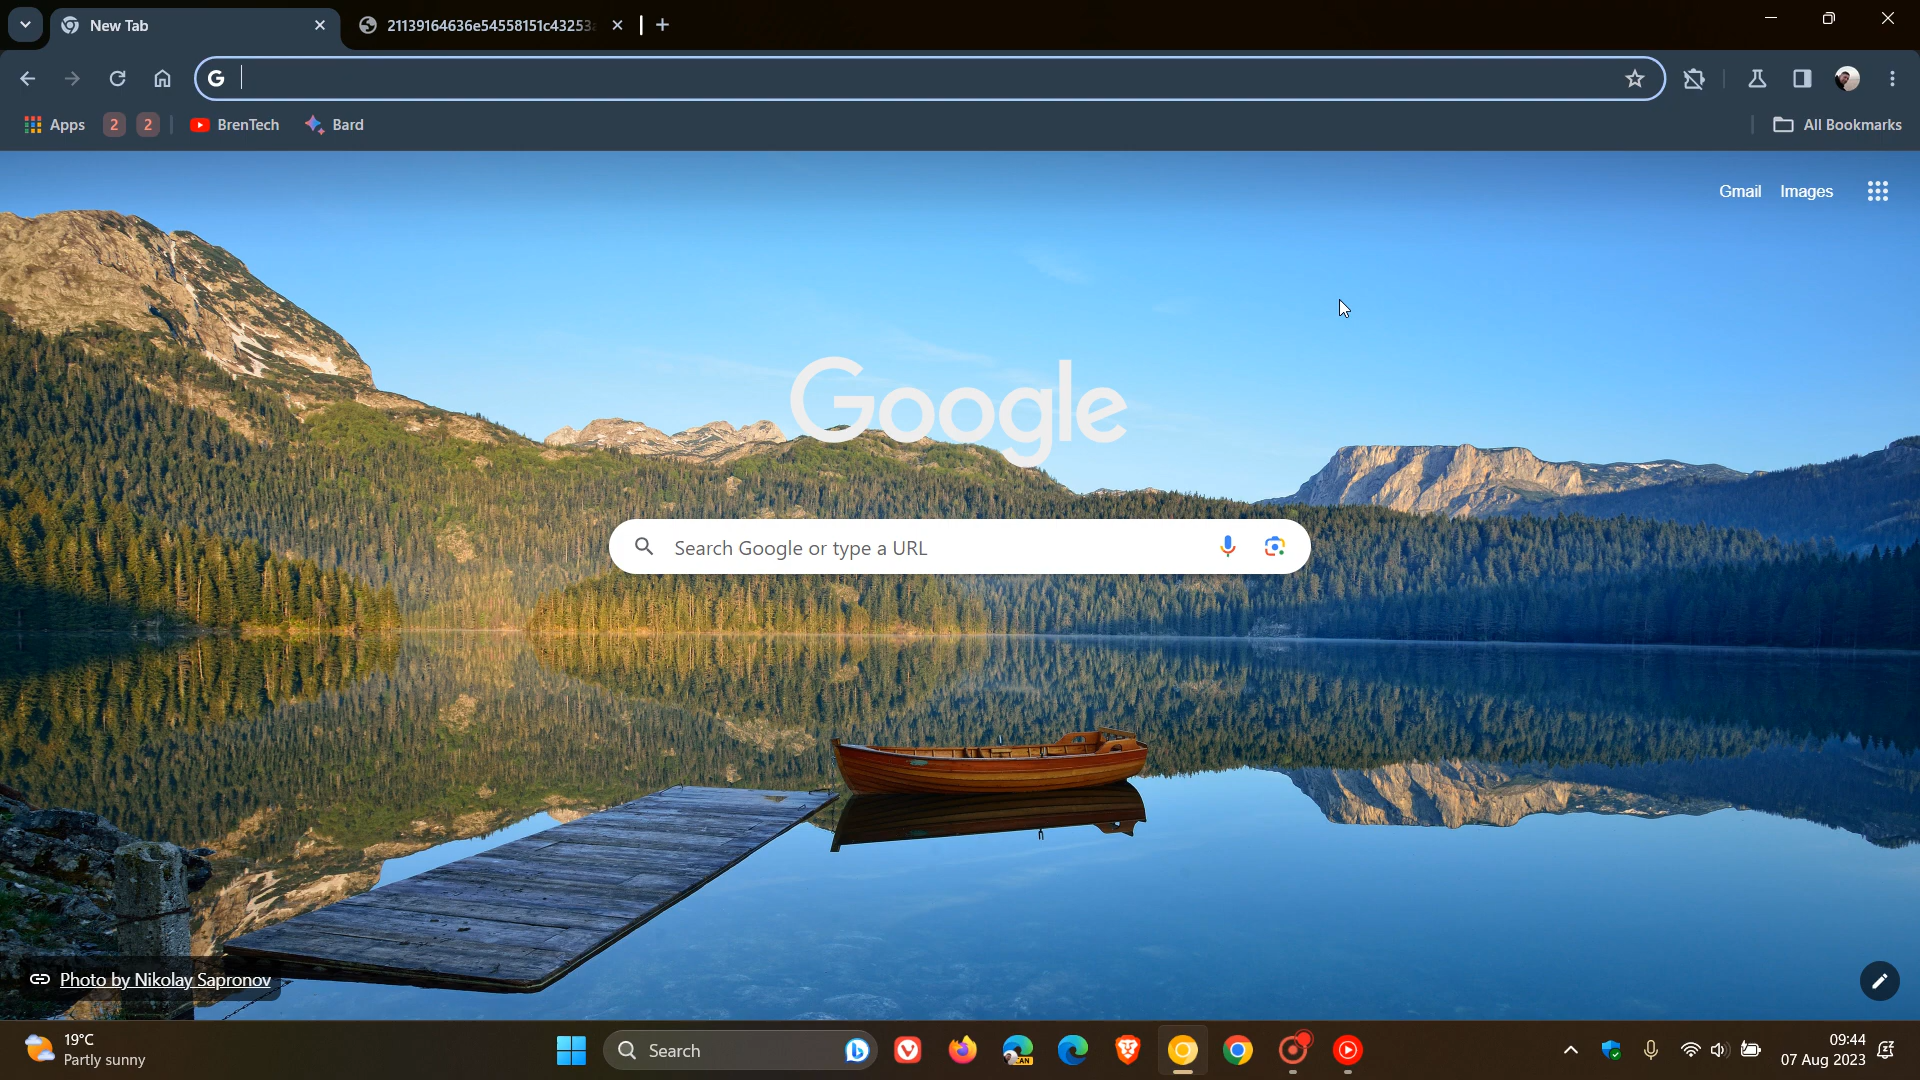 New Tab
21139164636e54558151c43253
Apps 2 2 BrenTech Bard All Bookmarks
Gmail Images
Google
Search Google or type a URL
Photo by Nikolay Sapronov
19°C
Partly sunny
Search
CAN
09:44
07 Aug 2023